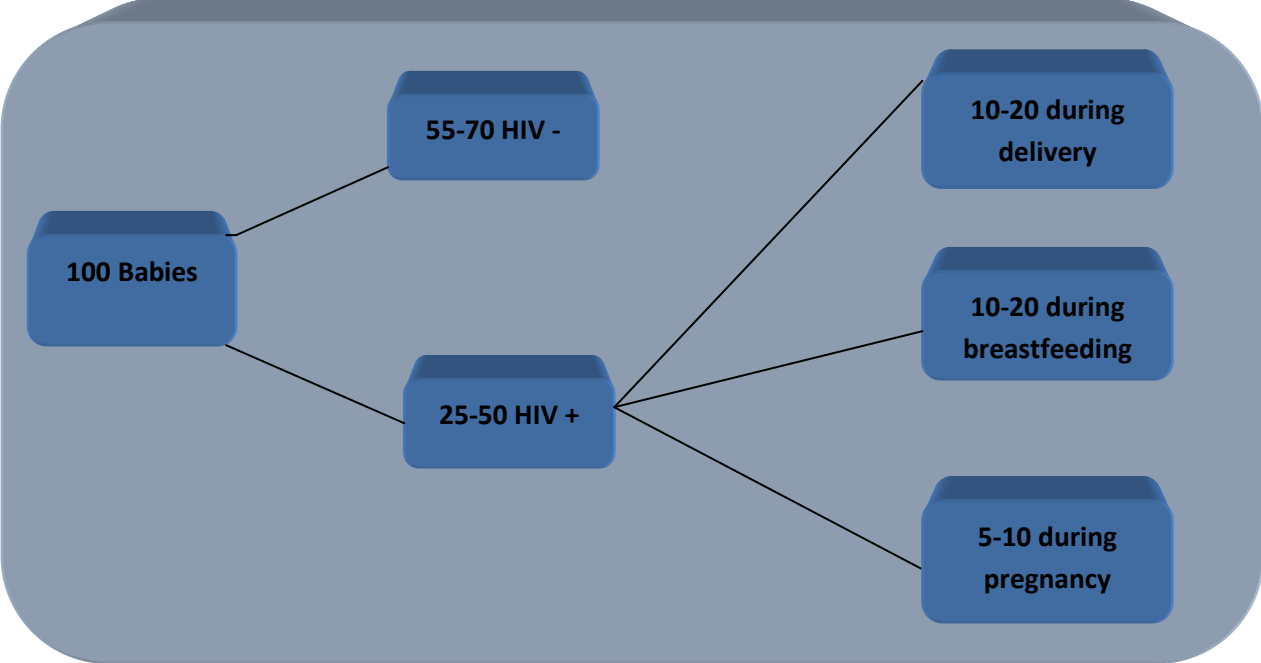 100 Babies
55-70 HIV -
25-50 HIV +
10-20 during
delivery
10-20 during
breastfeeding
5-10 during
pregnancy